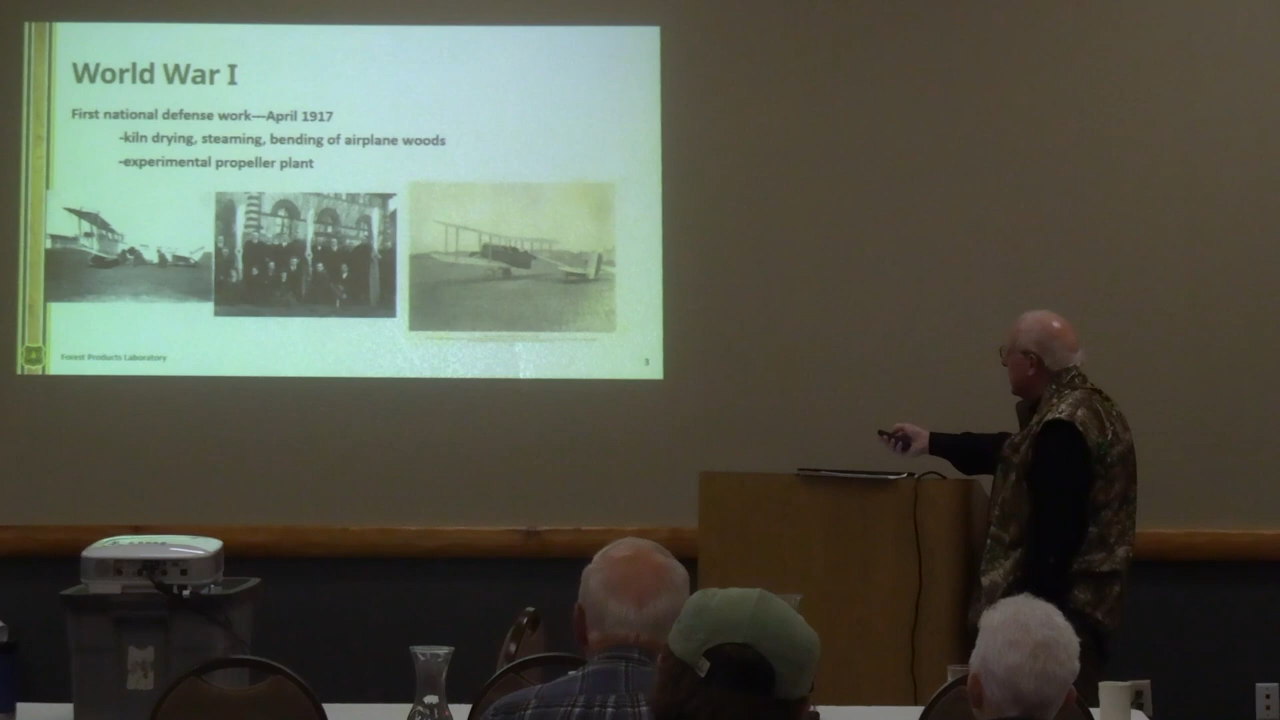 World War I
First national defense work—April 1917
-kiln drying, steaming, bending of airplane woods
-experimental propeller plant
Forest Products Laboratory
3